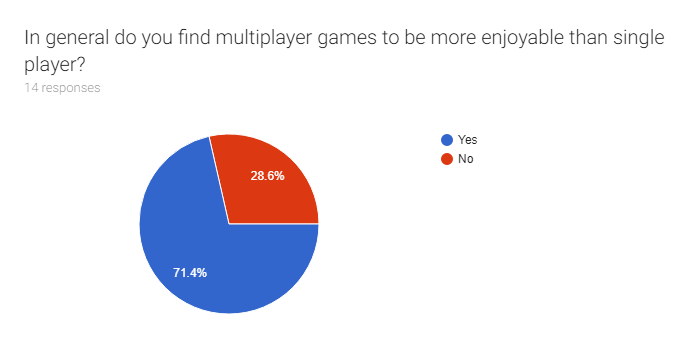 In general do you find multiplayer games to be more enjoyable than single
player?
14 responses
Yes
No
28.6%
71.4%